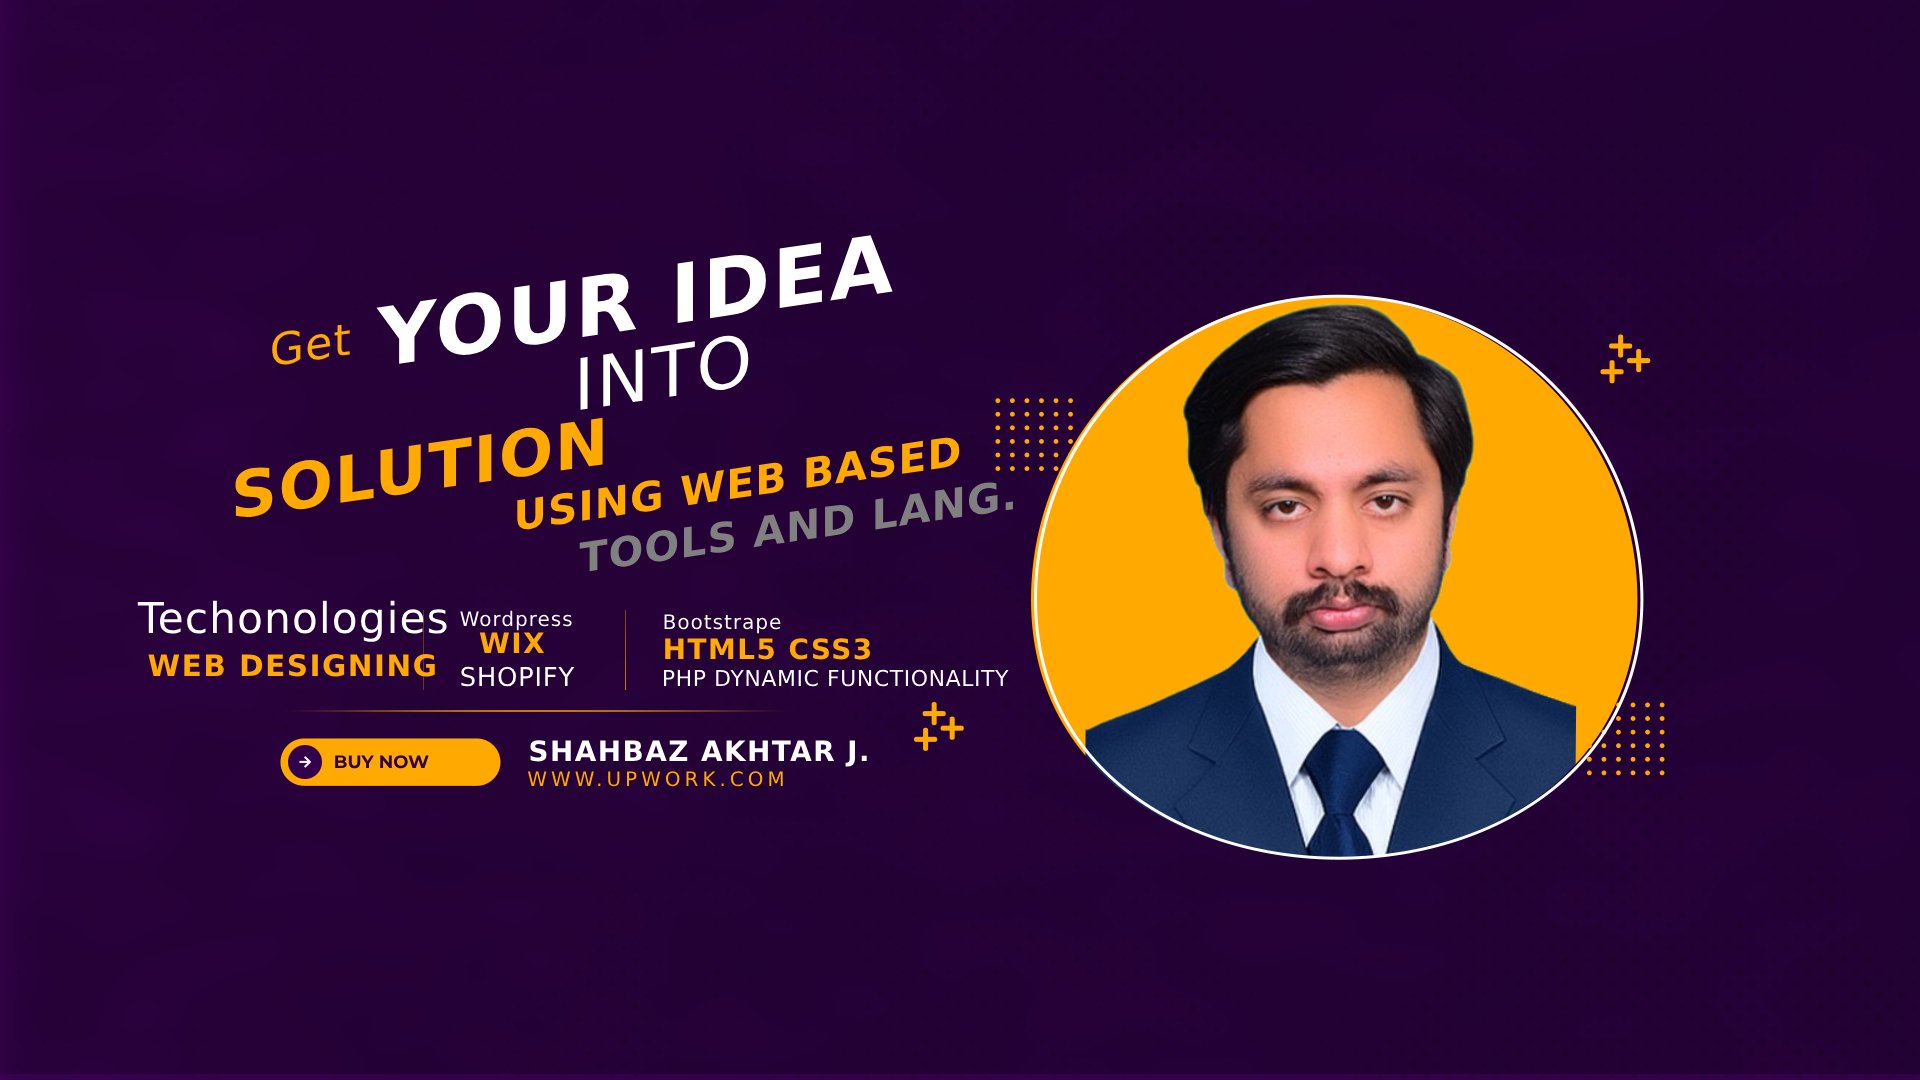 Get YOUR IDEA
INTO
SOLUTION
USING WEB BASED
TOOLS AND LANG.
Techonologies
WEB DESIGNING
Wordpress
WIX
SHOPIFY
Bootstrape
HTML5 CSS3
PHP DYNAMIC FUNCTIONALITY
BUY NOW
SHAHBAZ AKHTAR J.
WWW.UPWORK.COM